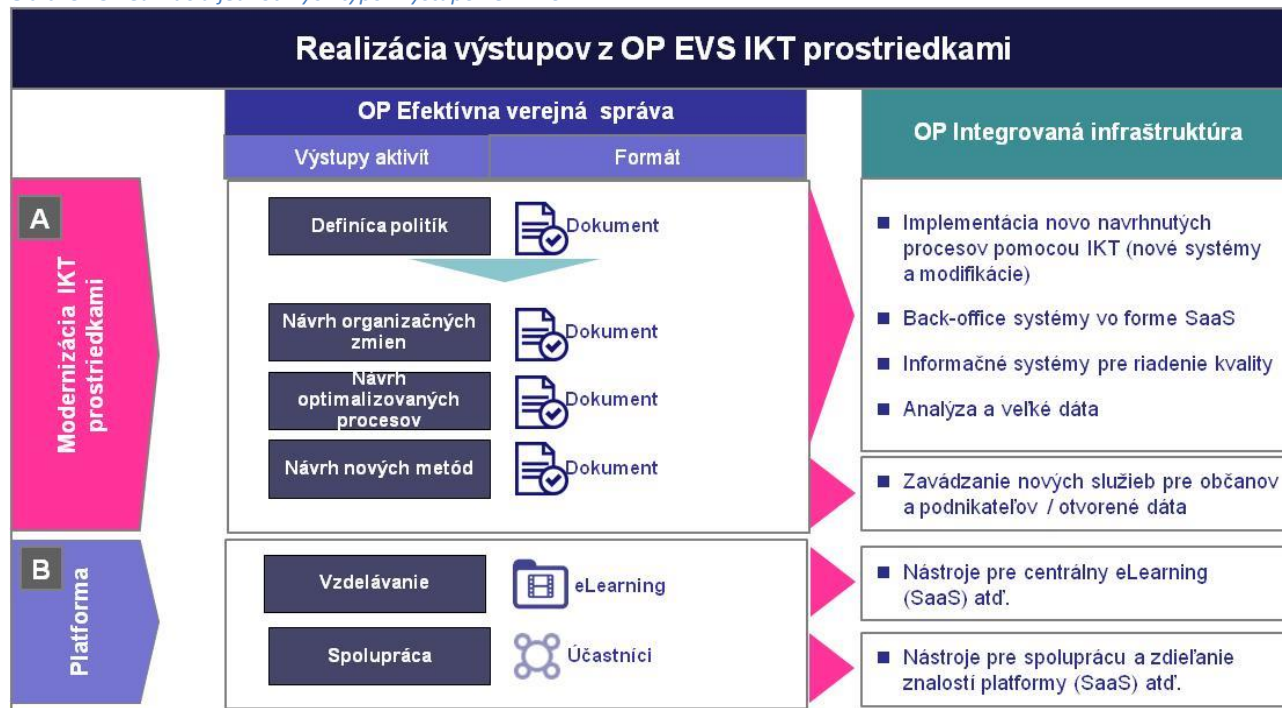 Realizácia výstupov z OP EVS IKT prostriedkami
OP Efektívna verejná správa
OP Integrovaná infraštruktúra
Výstupy aktivít
Formát
A
Modernizácia IKT
prostriedkami
Definíca politík
Dokument
Návrh organizačných
zmien
Dokument
Návrh
optimalizovaných
procesov
Dokument
Návrh nových metód
Dokument
■ Implementácia novo navrhnutých
procesov pomocou IKT (nové systémy
a modifikácie)
■ Back-office systémy vo forme SaaS
■ Informačné systémy pre riadenie kvality
■ Analýza a veľké dáta
■ Zavádzanie nových služieb pre občanov
a podnikateľov / otvorené dáta
B
Platforma
Vzdelávanie
eLearning
Spolupráca
Účastníci
■ Nástroje pre centrálny eLearning
(SaaS) atď.
■ Nástroje pre spoluprácu a zdieľanie
znalostí platformy (SaaS) atď.